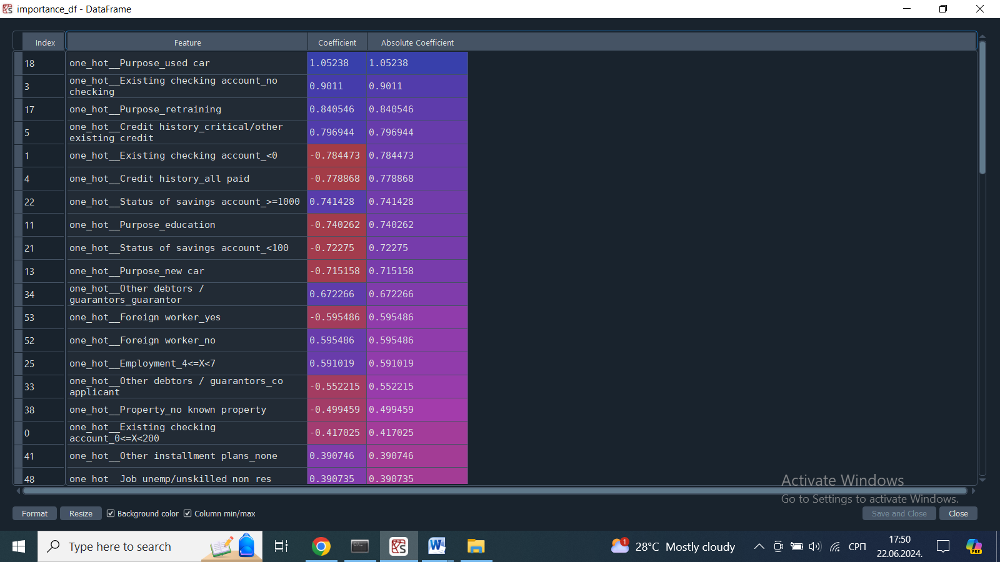 importance_df - DataFrame
Index Feature Coefficient Absolute Coefficient
18 one_hot__Purpose_used car 1.05238 1.05238
one_hot__Existing checking account_no
3 checking 0.9011 0.9011
17 one_hot__Purpose_retraining 0.840546 0.840546
one_hot__Credit history_critical/other
5 existing credit 0.796944 0.796944
1 one_hot__Existing checking account_<0 -0.784473 0.784473
4 one_hot__Credit history_all paid -0.778868 0.778868
22 one_hot__Status of savings account_>=1000 0.741428 0.741428
11 one_hot__Purpose_education -0.740262 0.740262
21 one_hot__Status of savings account_<100 -0.72275 0.72275
13 one_hot__Purpose_new car -0.715158 0.715158
one_hot__Other debtors /
34 guarantors_guarantor 0.672266 0.672266
53 one_hot__Foreign worker_yes -0.595486 0.595486
52 one_hot__Foreign worker_no 0.595486 0.595486
25 one_hot__Employment_4<=X<7 0.591019 0.591019
one_hot__Other debtors / guarantors_co
33 applicant -0.552215 0.552215
38 one_hot__Property_no known property -0.499459 0.499459
one_hot__Existing checking
0 account_0<=X<200 -0.417025 0.417025
41 one_hot__Other installment plans_none 0.390746 0.390746
48 one hot Job unemp/unskilled non res 0.390735 0.390735
Activate Windows
Go to Settings to activate Windows.
Format Resize Background color Column min/max Save and Close Close
Type here to search 1 28°C Mostly cloudy СРП 17:50 PRE
22.06.2024.